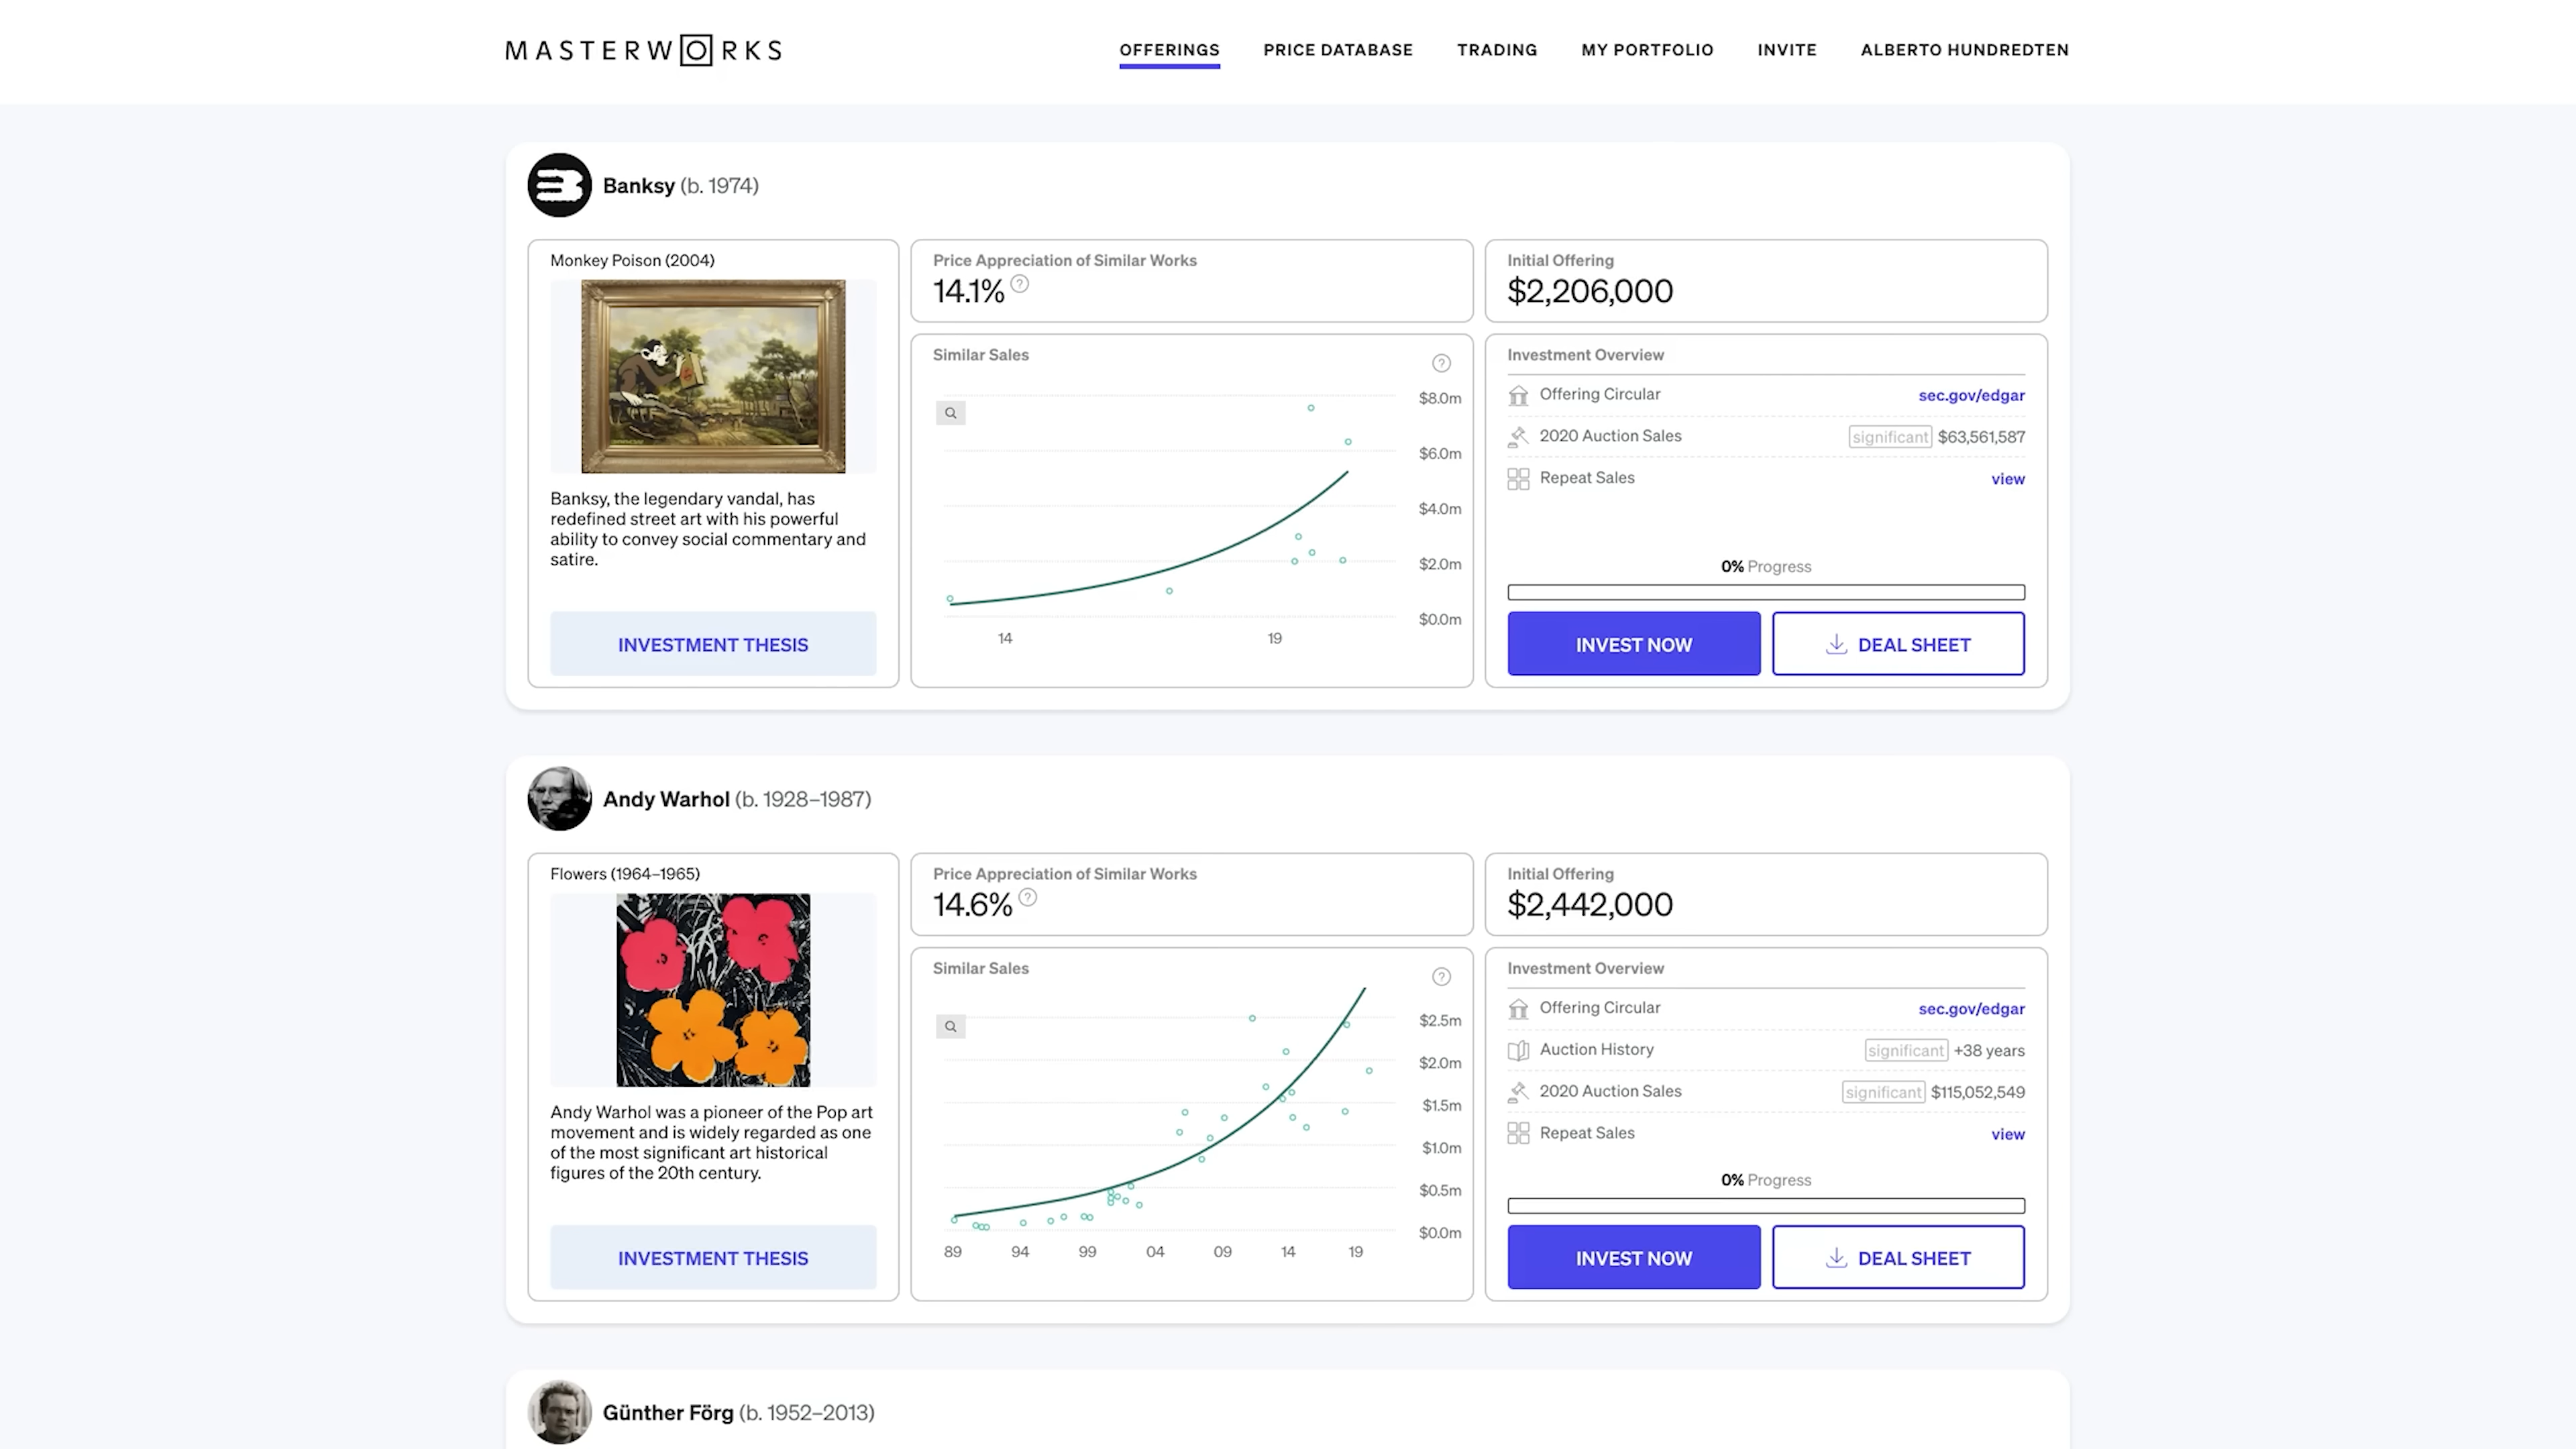 MASTERWORKS
OFFERINGS PRICE DATABASE TRADING MY PORTFOLIO INVITE ALBERTO HUNDREDTEN
Banksy (b. 1974)
Monkey Poison (2004)
Banksy, the legendary vandal, has
redefined street art with his powerful
ability to convey social commentary and
satire.
INVESTMENT THESIS
Price Appreciation of Similar Works
14.1% ?
Similar Sales
?
$8.0m
$6.0m
$4.0m
$2.0m
$0.0m
14 19
Initial Offering
$2,206,000
Investment Overview
Offering Circular sec.gov/edgar
2020 Auction Sales significant $63,561,587
Repeat Sales view
0% Progress
INVEST NOW DEAL SHEET
Andy Warhol (b. 1928–1987)
Flowers (1964–1965)
Andy Warhol was a pioneer of the Pop art
movement and is widely regarded as one
of the most significant art historical
figures of the 20th century.
INVESTMENT THESIS
Price Appreciation of Similar Works
14.6% ?
Similar Sales
?
$2.5m
$2.0m
$1.5m
$1.0m
$0.5m
$0.0m
89 94 99 04 09 14 19
Initial Offering
$2,442,000
Investment Overview
Offering Circular sec.gov/edgar
Auction History significant +38 years
2020 Auction Sales significant $115,052,549
Repeat Sales view
0% Progress
INVEST NOW DEAL SHEET
Günther Förg (b. 1952–2013)